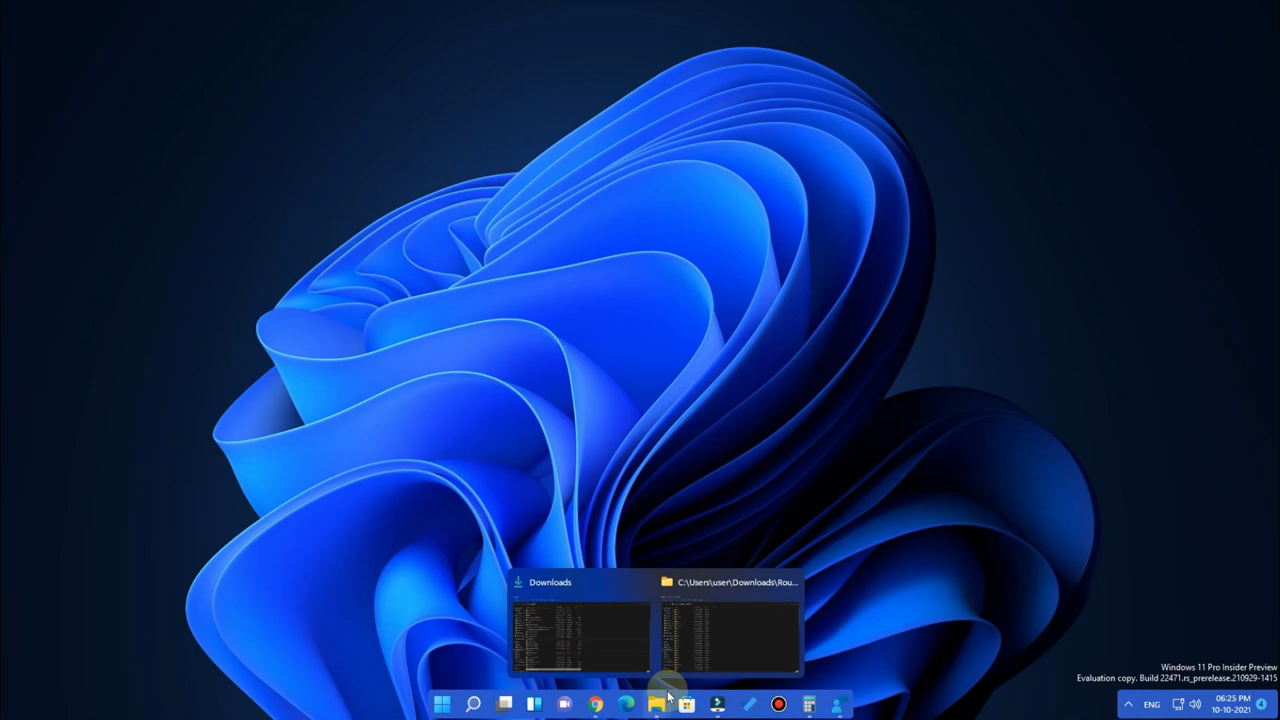 Downloads
C:\Users\user\Downloads\Rou...
Windows 11 Pro Insider Preview
Evaluation copy. Build 22471.rs_prerelease.210929-1415
ENG
06:25 PM
10-10-2021
4